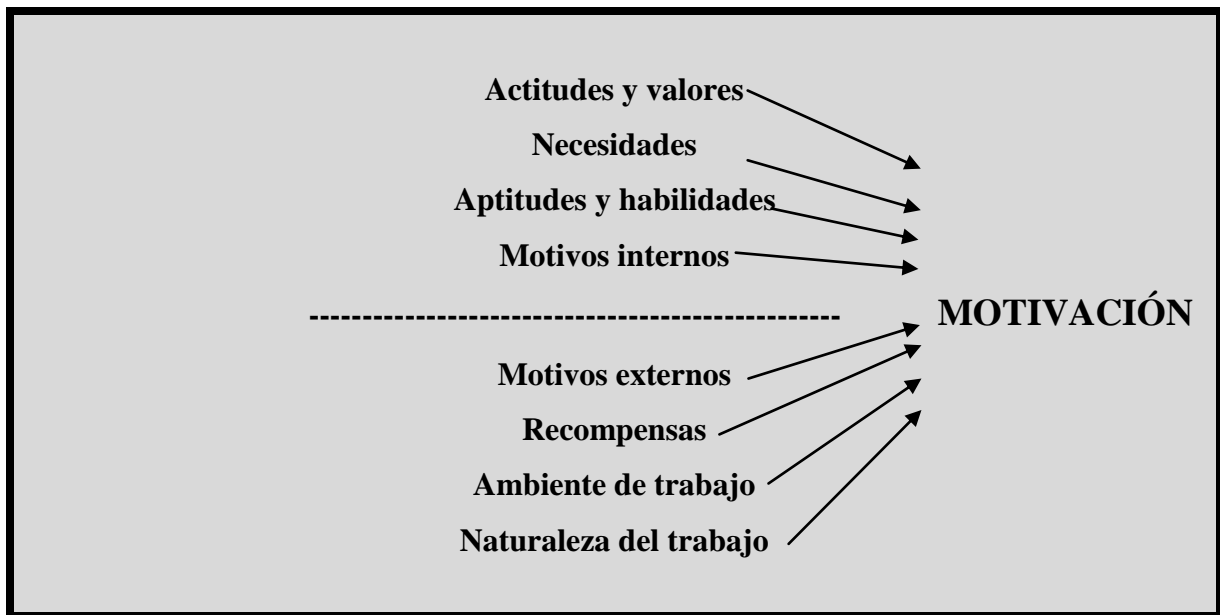 Actitudes y valores
Necesidades
Aptitudes y habilidades
Motivos internos
-------------------------------------------------- MOTIVACIÓN
Motivos externos
Recompensas
Ambiente de trabajo
Naturaleza del trabajo